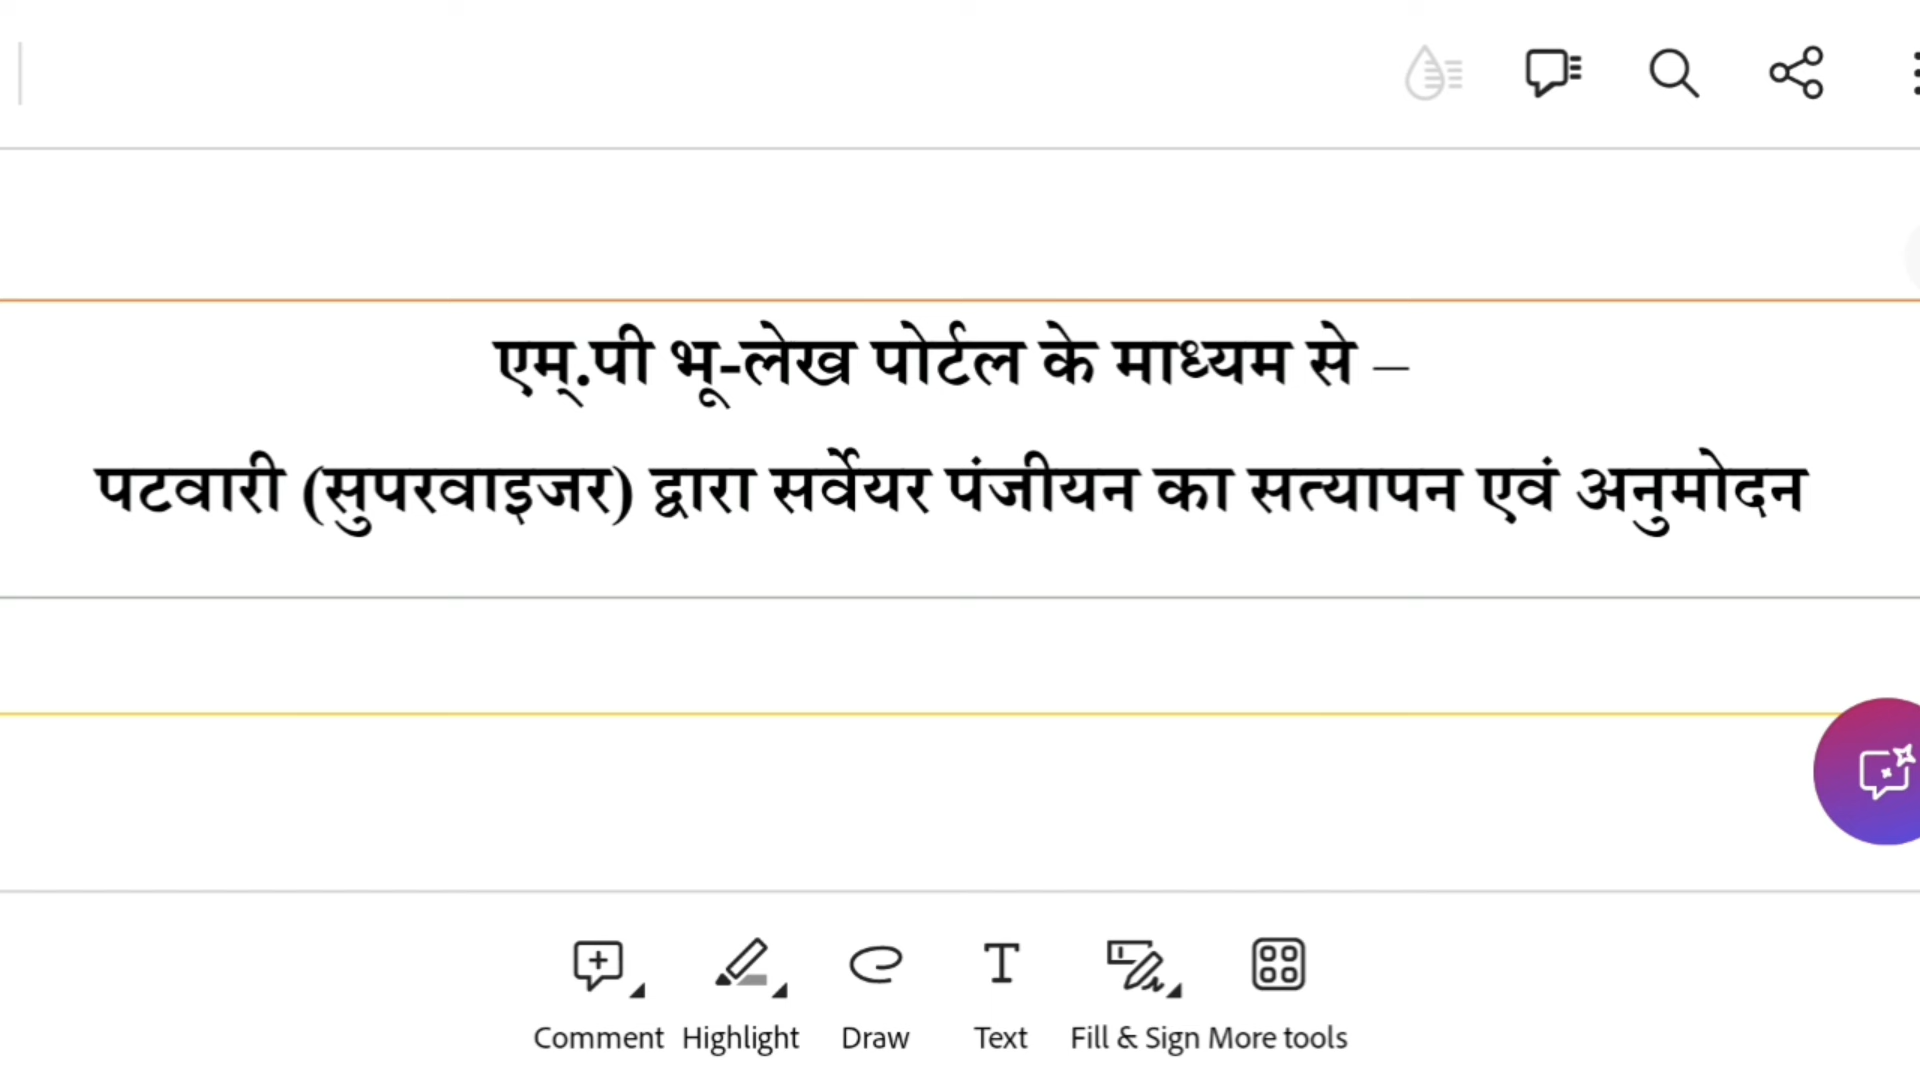 एम्.पी भू-लेख पोर्टल के माध्यम से –
पटवारी (सुपरवाइजर) द्वारा सर्वेयर पंजीयन का सत्यापन एवं अनुमोदन
Comment Highlight Draw Text Fill & Sign More tools